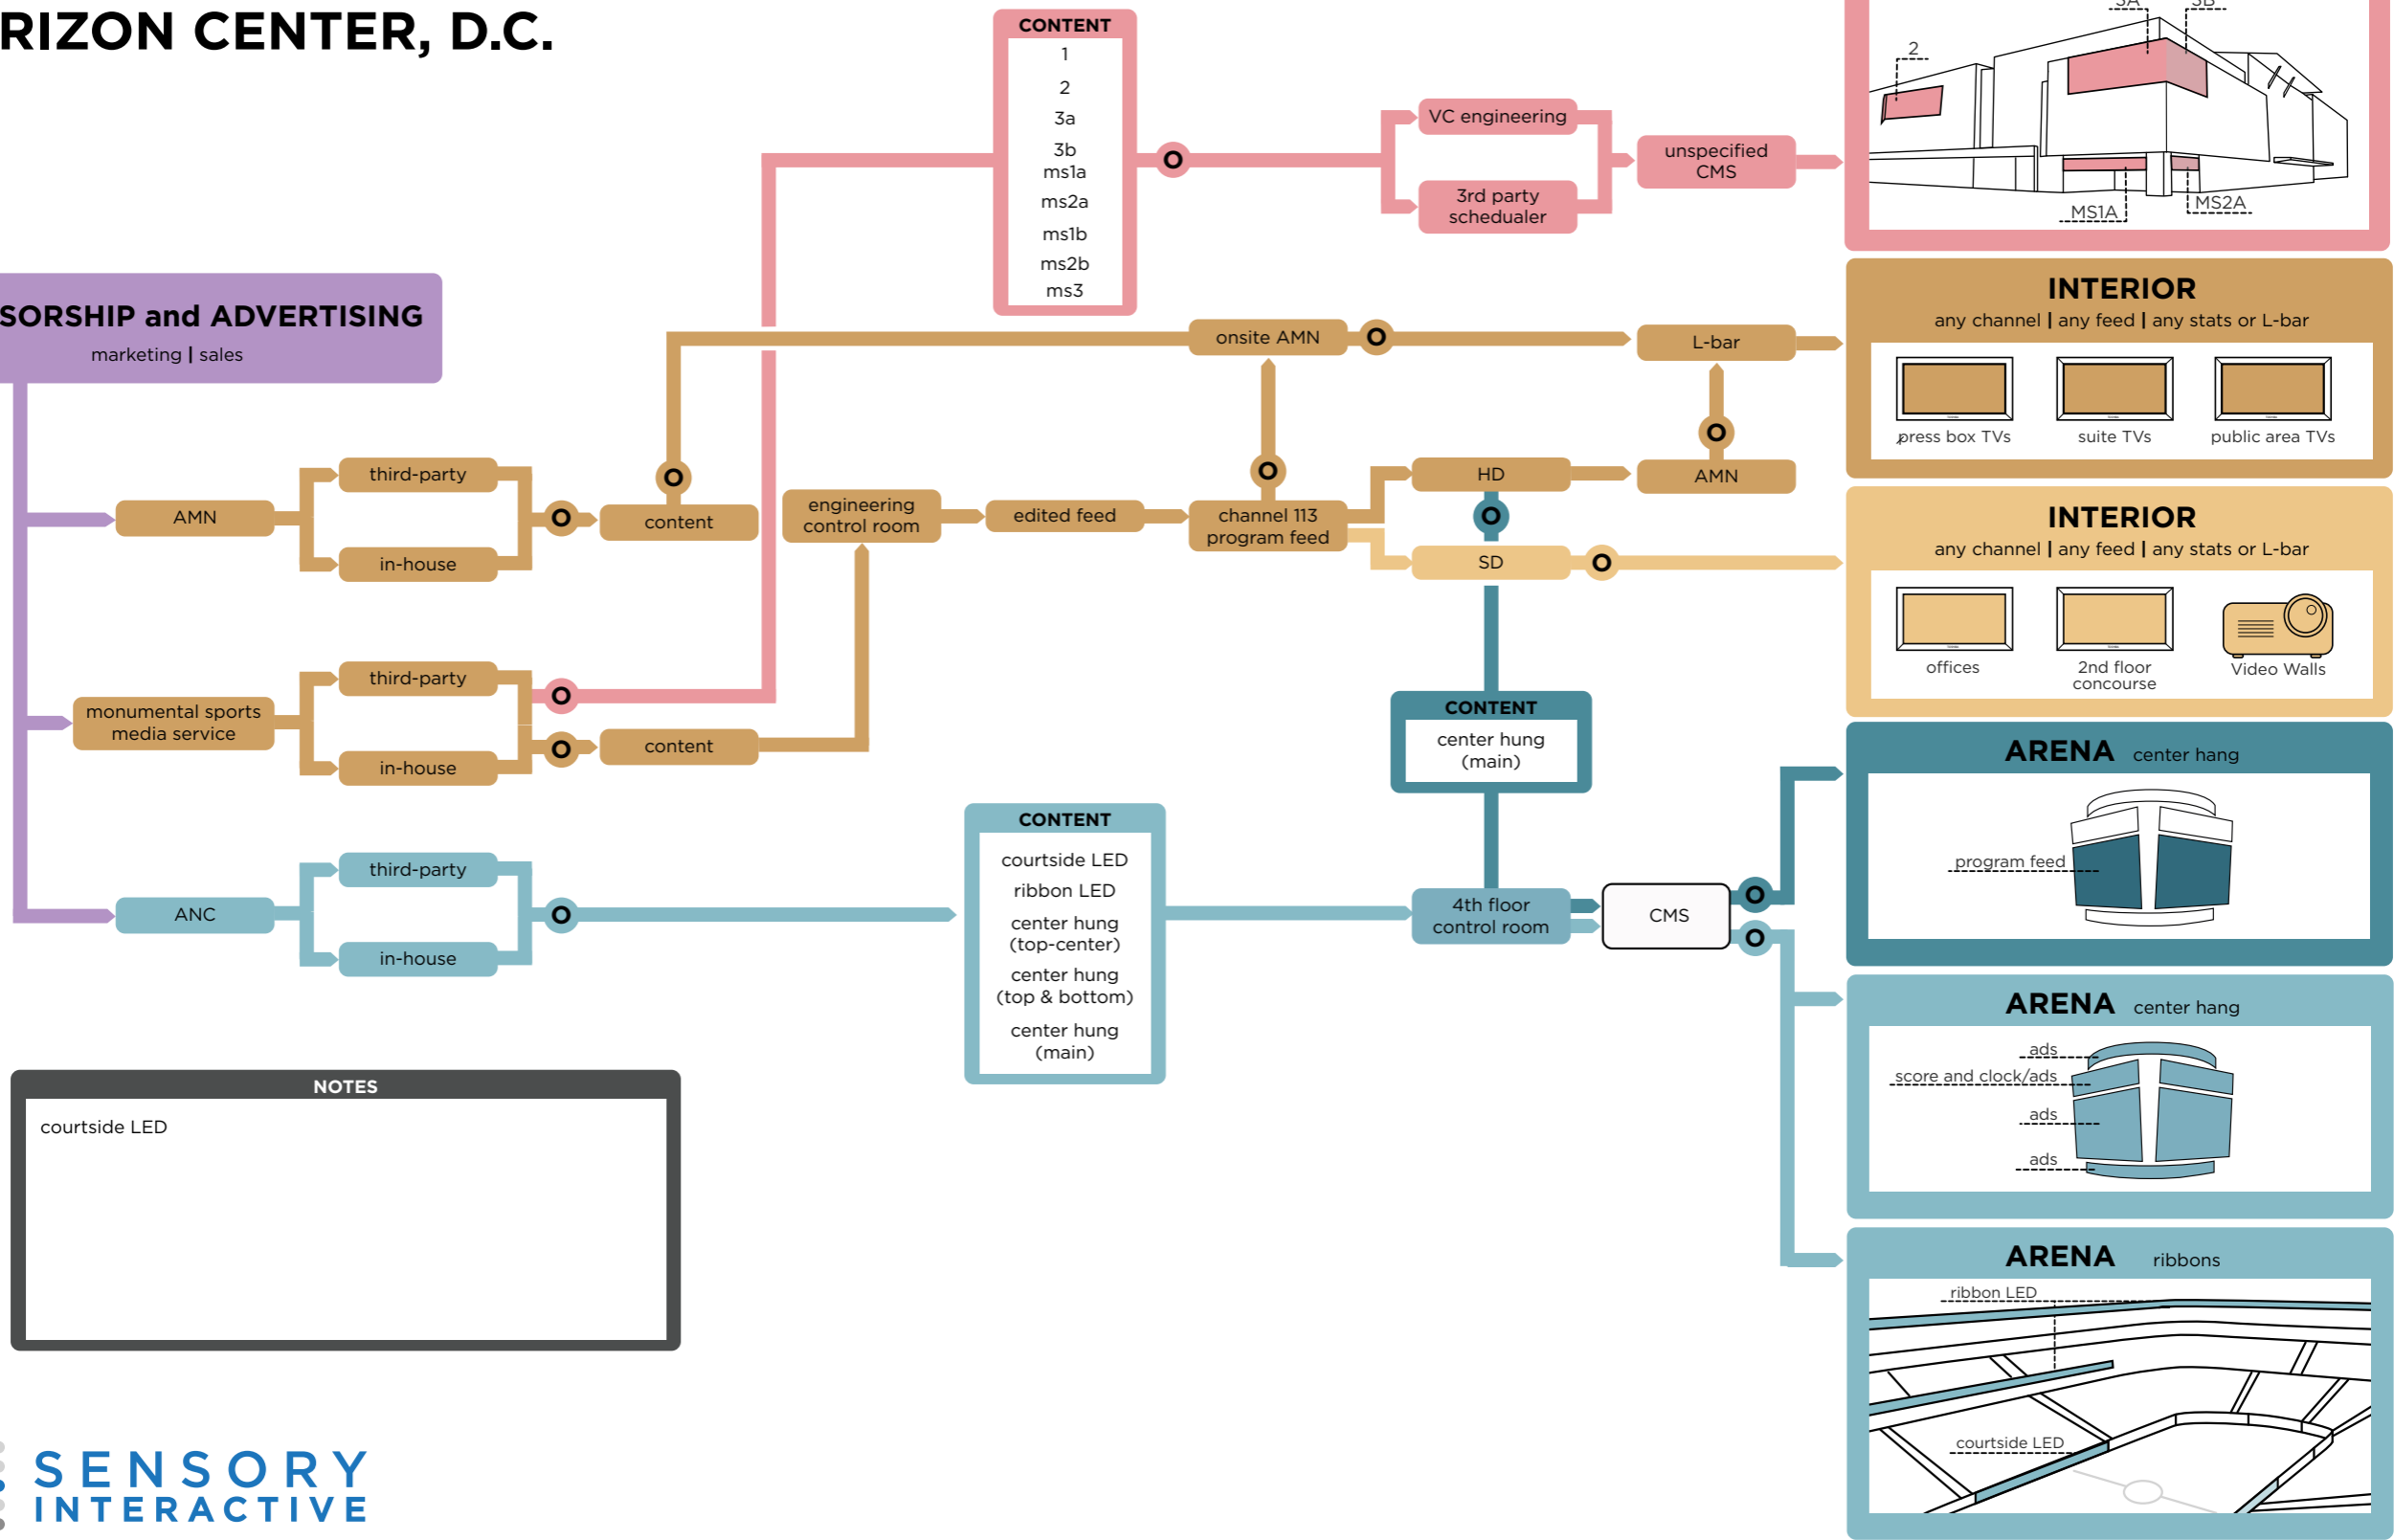 RIZON CENTER, D.C.
CONTENT
1
2
3a
3b
ms1a
ms2a
ms1b
ms2b
ms3
VC engineering
3rd party
schedualer
unspecified
CMS
3A
3B
2
MS1A
MS2A
SORSHIP and ADVERTISING
marketing | sales
onsite AMN
L-bar
INTERIOR
any channel | any feed | any stats or L-bar
press box TVs
suite TVs
public area TVs
AMN
third-party
in-house
content
engineering
control room
edited feed
channel 113
program feed
HD
SD
AMN
INTERIOR
any channel | any feed | any stats or L-bar
offices
2nd floor
concourse
Video Walls
monumental sports
media service
third-party
in-house
content
CONTENT
center hung
(main)
ARENA center hang
program feed
ANC
third-party
in-house
CONTENT
courtside LED
ribbon LED
center hung
(top-center)
center hung
(top & bottom)
center hung
(main)
4th floor
control room
CMS
ARENA center hang
ads
score and clock/ads
ads
ads
ARENA ribbons
ribbon LED
courtside LED
NOTES
courtside LED
SENSORY
INTERACTIVE